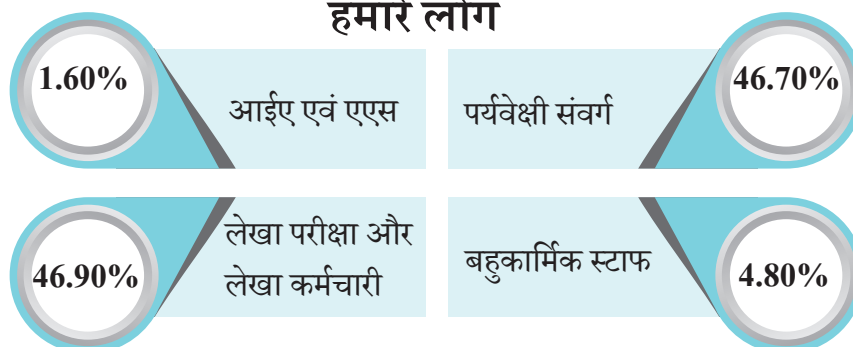 हमारे लोग
1.60%
आईए एवं एएस
पर्यवेक्षी संवर्ग
46.70%
46.90%
लेखा परीक्षा और
लेखा कर्मचारी
बहुकार्मिक स्टाफ
4.80%